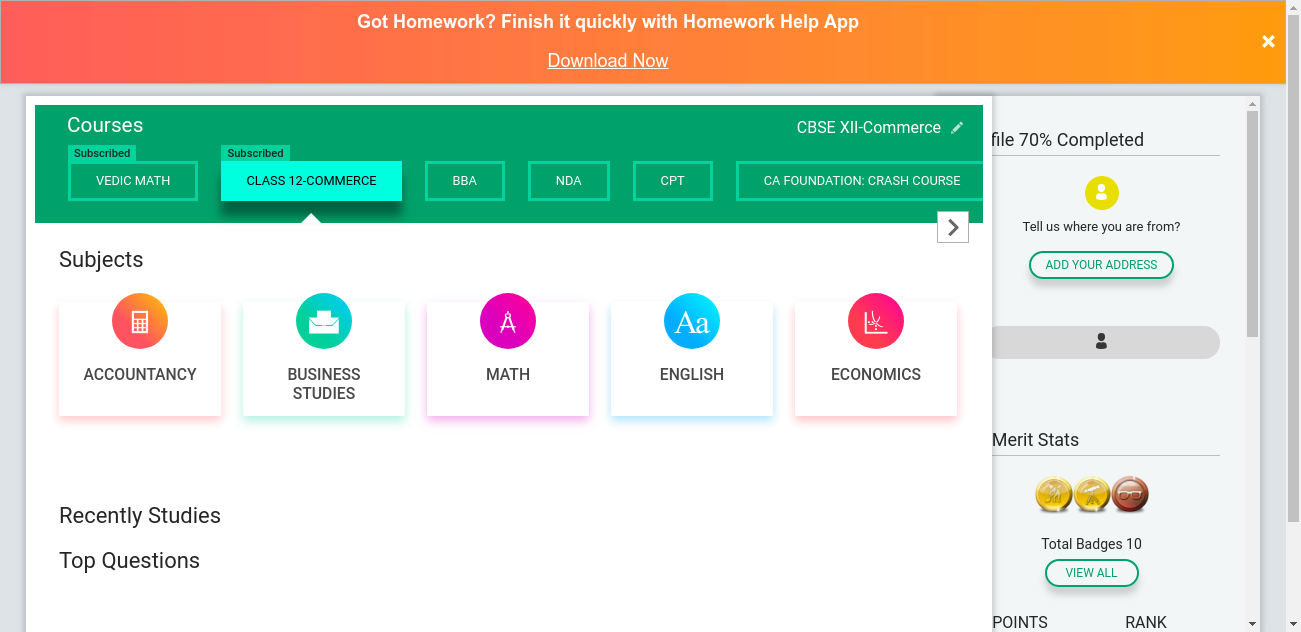 Got Homework? Finish it quickly with Homework Help App
Download Now
Courses
CBSE XII-Commerce
Subscribed
Subscribed
VEDIC MATH
CLASS 12-COMMERCE
BBA
NDA
CPT
CA FOUNDATION: CRASH COURSE
Subjects
ACCOUNTANCY
BUSINESS
STUDIES
MATH
Aa
ENGLISH
ECONOMICS
Recently Studies
Top Questions
file 70% Completed
Tell us where you are from?
ADD YOUR ADDRESS
Merit Stats
Total Badges 10
VIEW ALL
POINTS
RANK